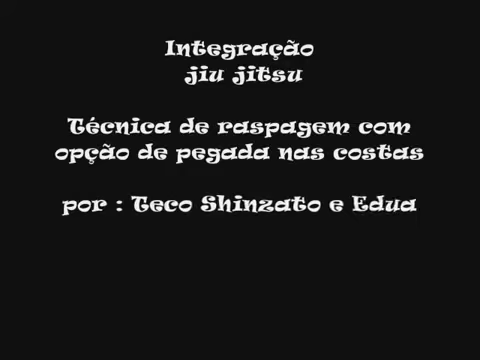 Integração
jiu jitsu
Técnica de raspagem com
opção de pegada nas costas
por : Teco Shinzato e Edua